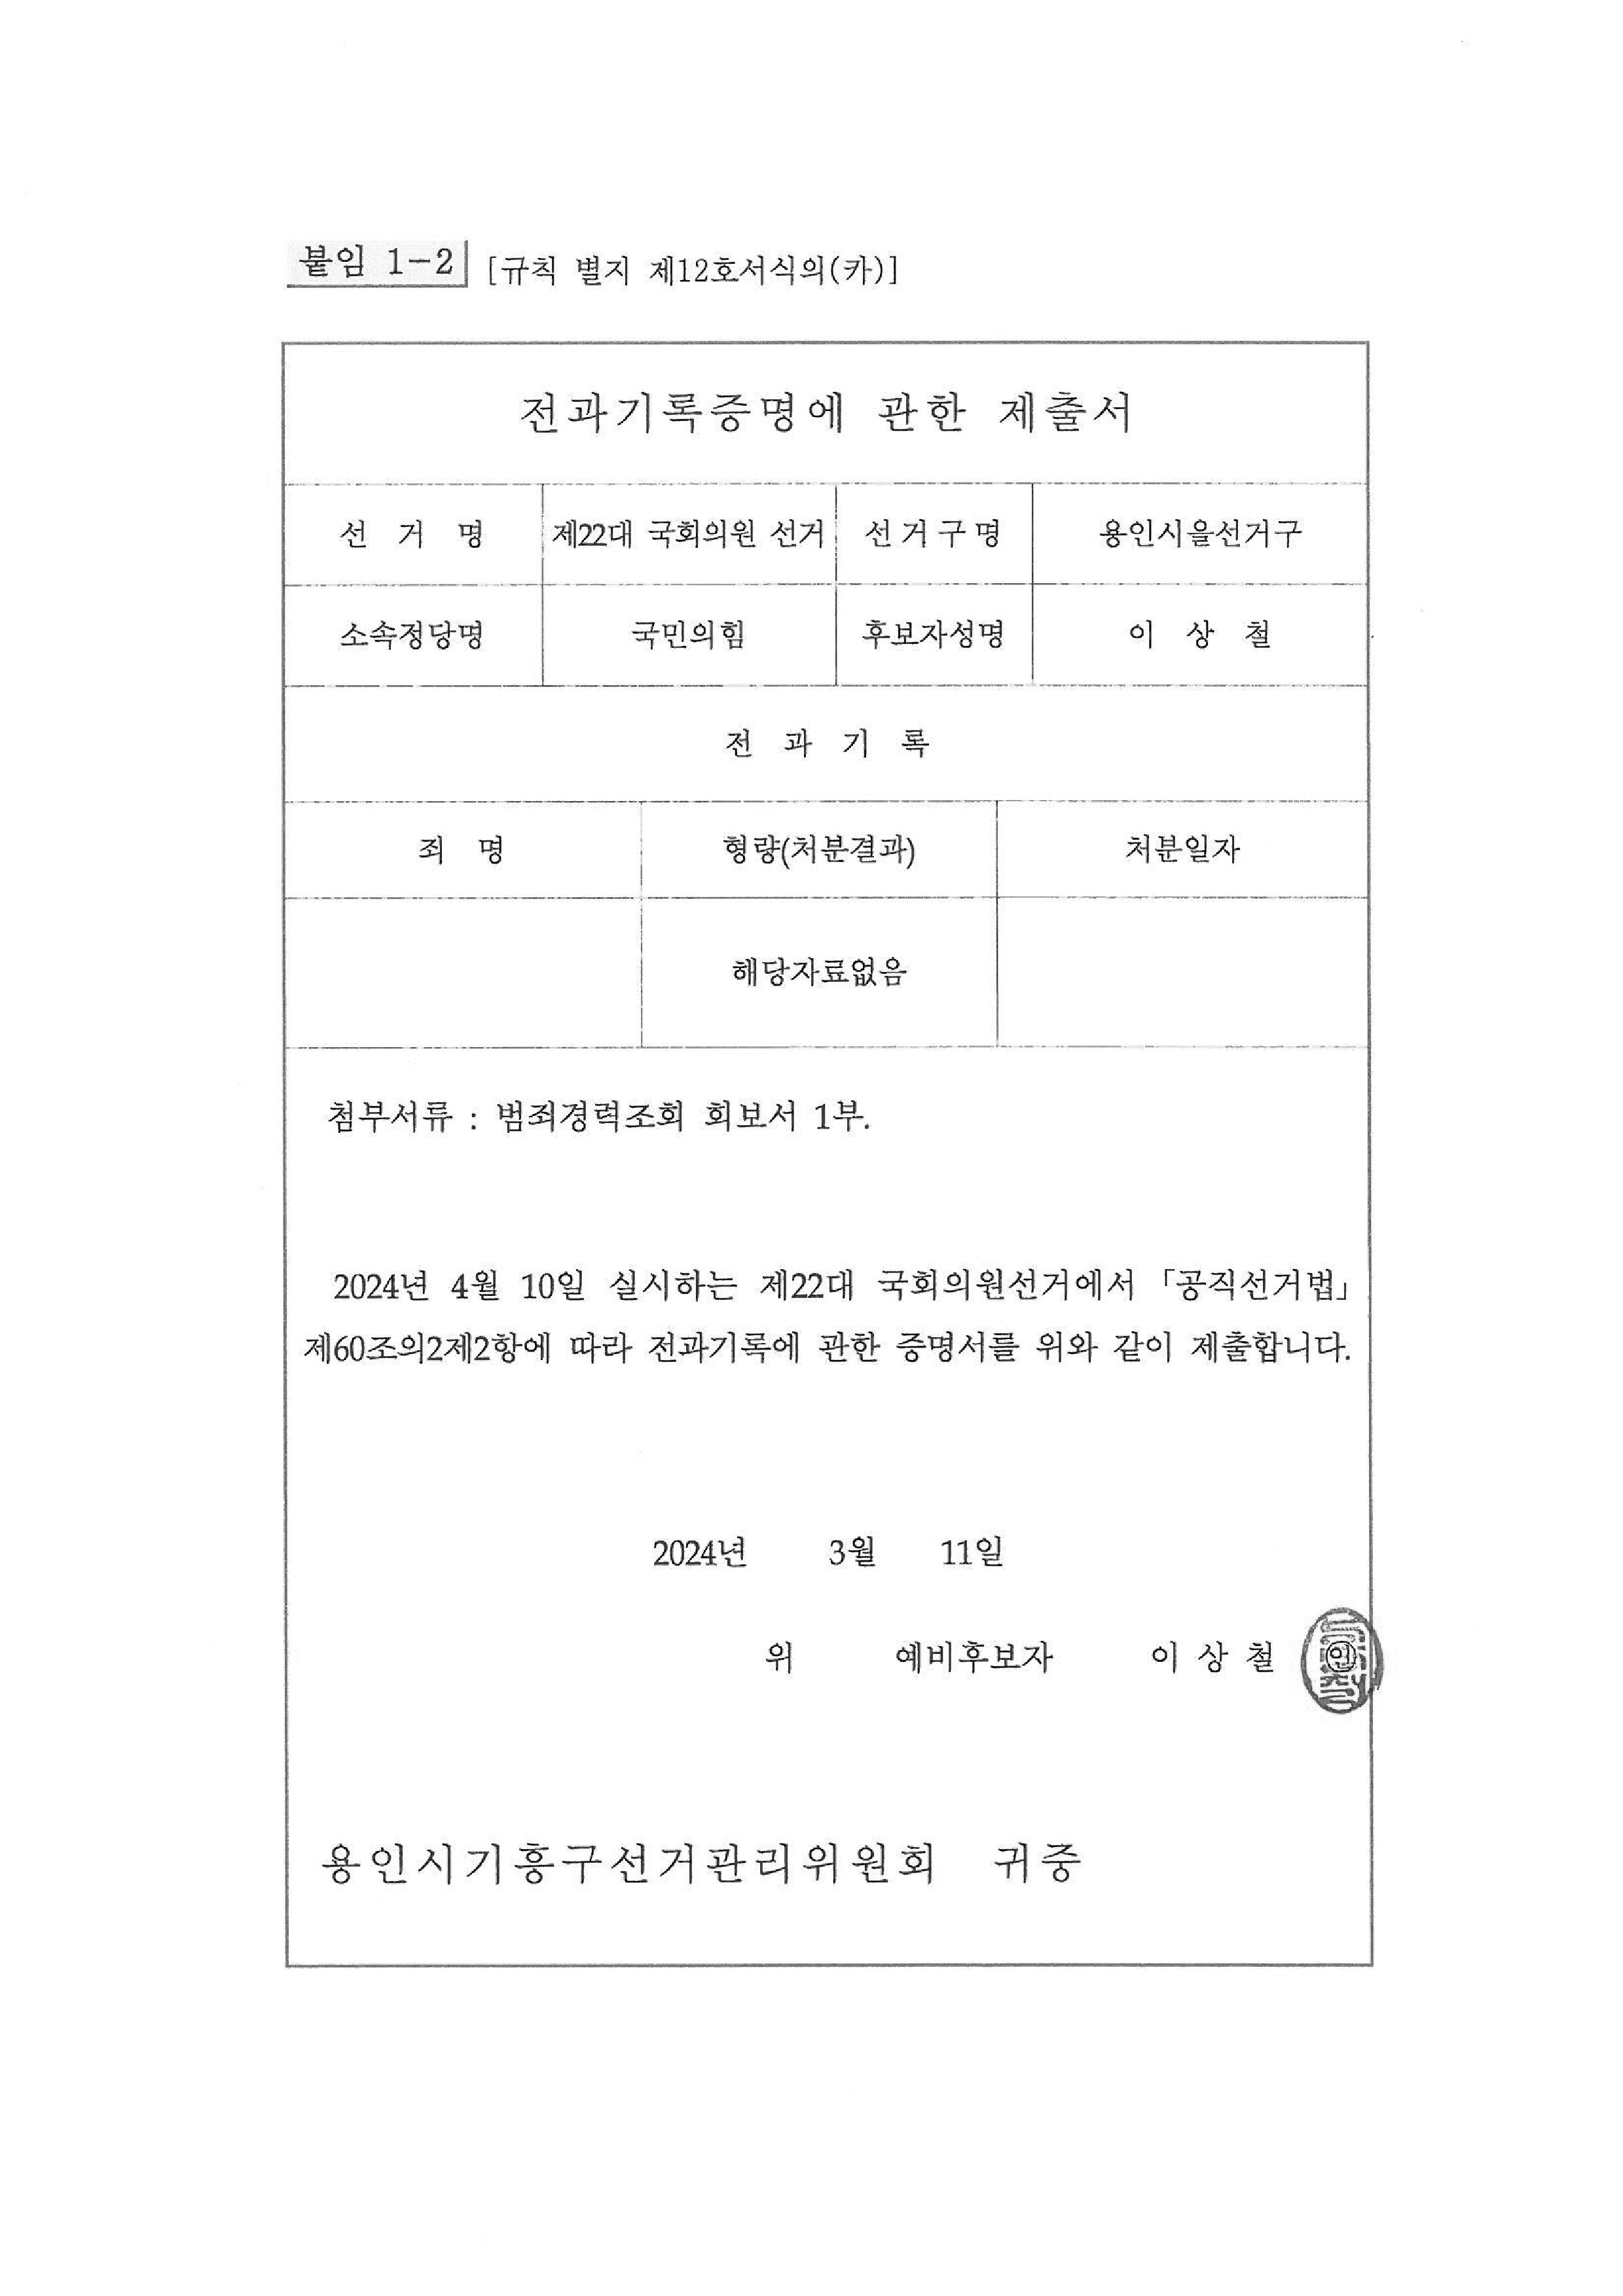 붙임 1-2 [규칙 별지 제12호서식의(카)]
전과기록증명에 관한 제출서
선 거 명 제22대 국회의원 선거 선 거 구 명 용인시을선거구
소속정당명 국민의힘 후보자성명 이 상 철
전 과 기 록
죄 명 형량(처분결과) 처분일자
해당자료없음
첨부서류 : 범죄경력조회 회보서 1부.
2024년 4월 10일 실시하는 제22대 국회의원선거에서 「공직선거법」
제60조의2제2항에 따라 전과기록에 관한 증명서를 위와 같이 제출합니다.
2024년 3월 11일
위 예비후보자 이 상 철 ㊞
용인시기흥구선거관리위원회 귀중